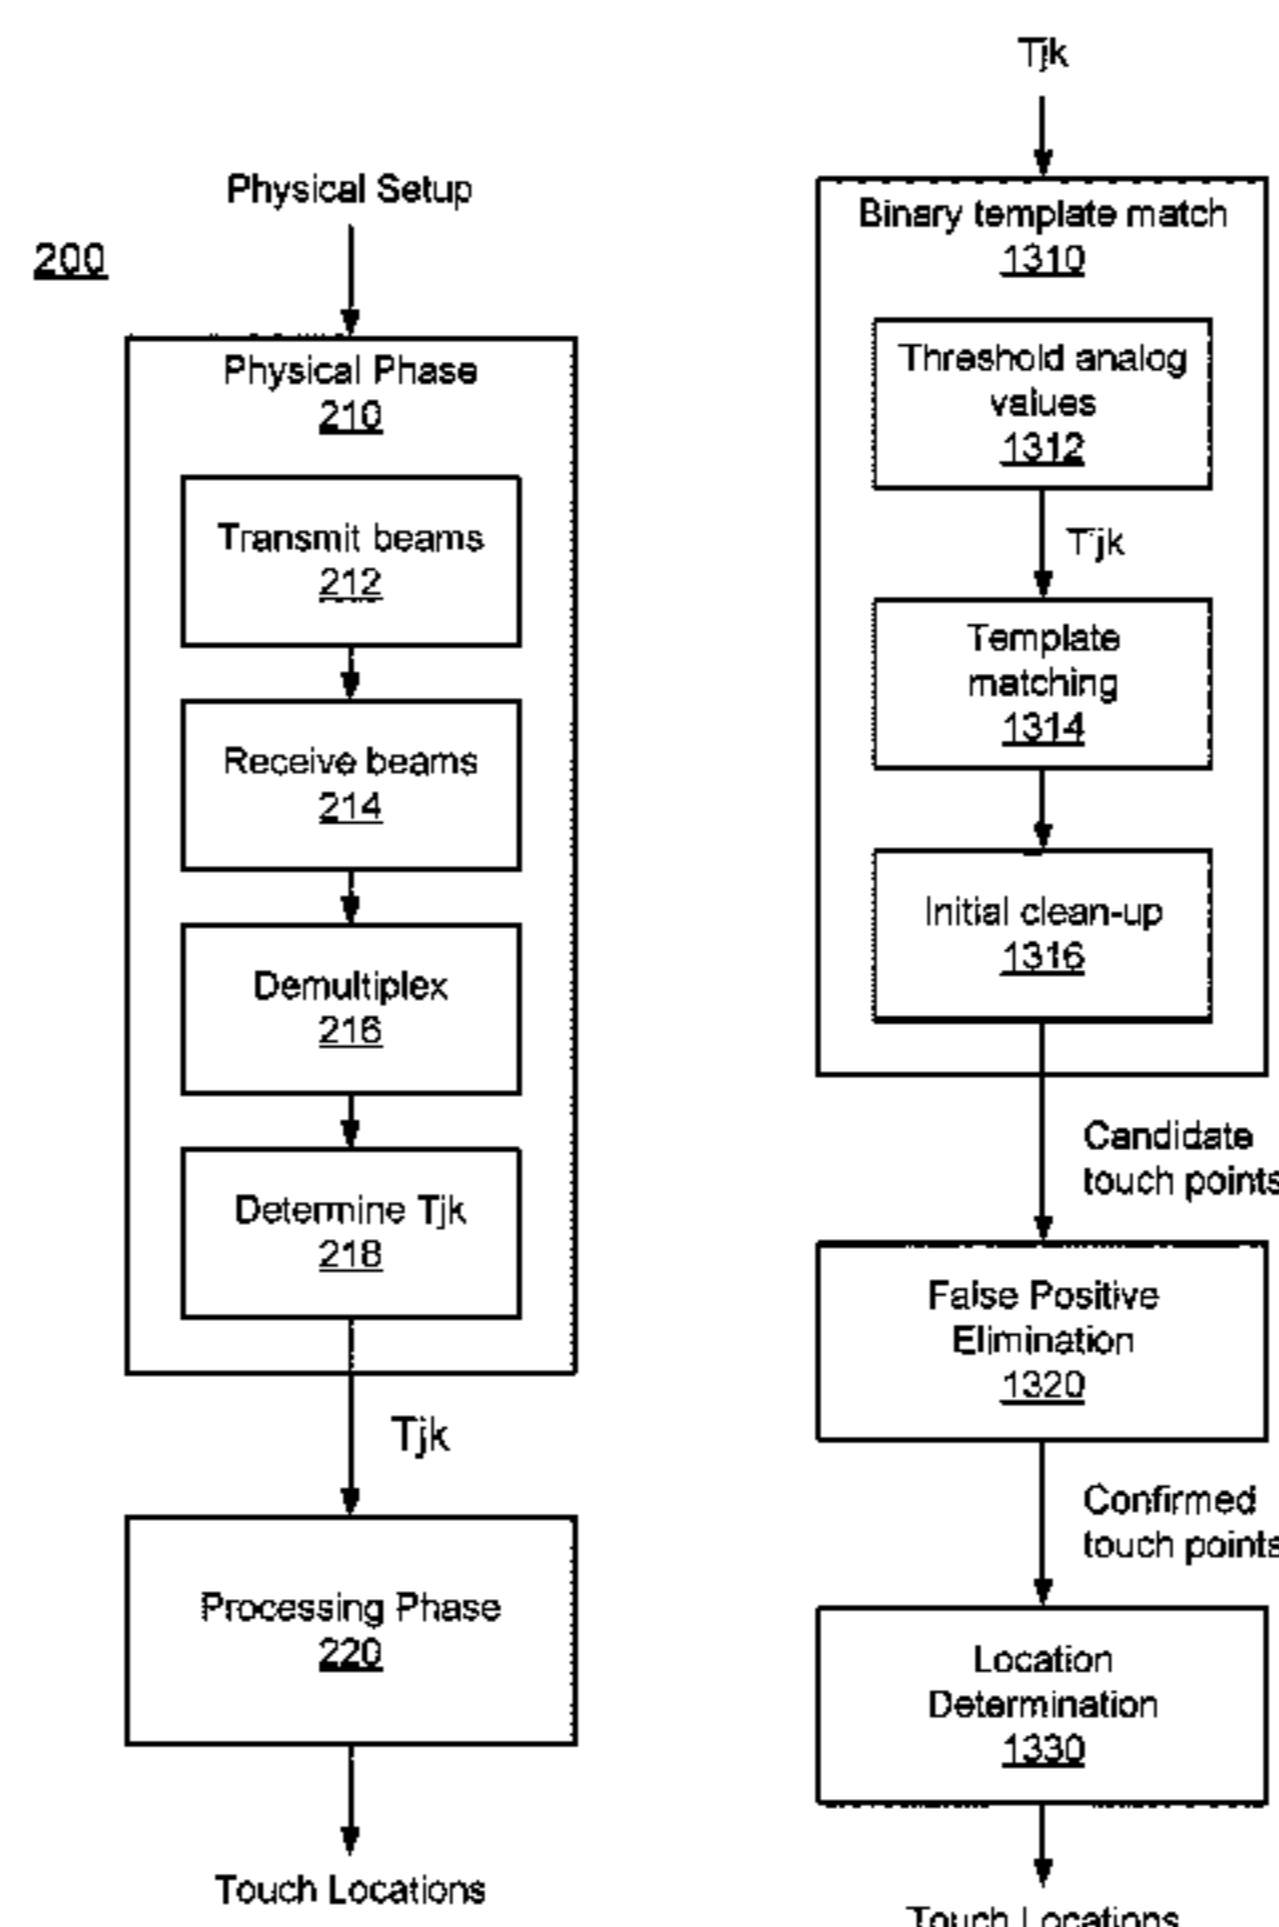 Physical Setup
200
Physical Phase
210
Transmit beams
212
Receive beams
214
Demultiplex
216
Determine Tjk
218
Tjk
Processing Phase
220
Touch Locations
Tjk
Binary template match
1310
Threshold analog
values
1312
T'jk
Template
matching
1314
Initial clean-up
1316
Candidate
touch points
False Positive
Elimination
1320
Confirmed
touch points
Location
Determination
1330
Touch Locations